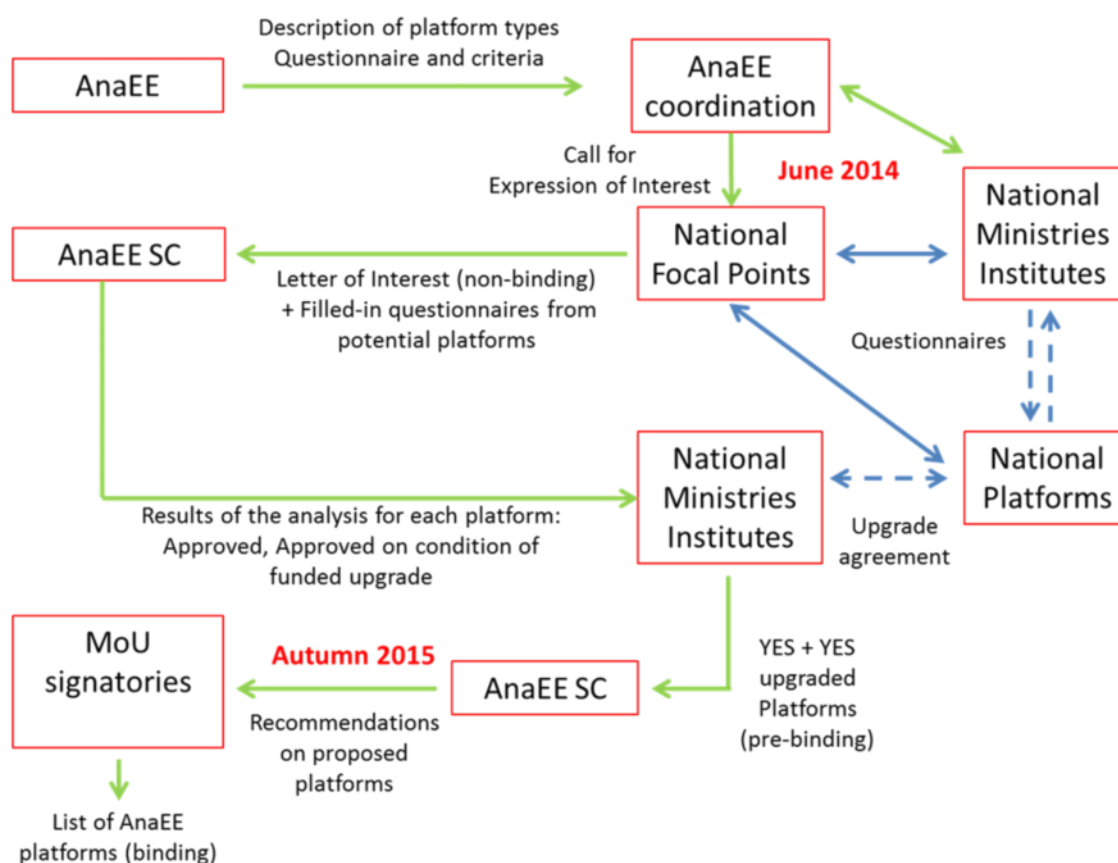 Description of platform types
Questionnaire and criteria
AnaEE
AnaEE
coordination
Call for
Expression of Interest
June 2014
National
Ministries
Institutes
AnaEE SC
National
Focal Points
Letter of Interest (non-binding)
+ Filled-in questionnaires from
potential platforms
Questionnaires
National
Ministries
Institutes
National
Platforms
Results of the analysis for each platform:
Approved, Approved on condition of
funded upgrade
Upgrade
agreement
MoU
signatories
Autumn 2015
AnaEE SC
YES + YES
upgraded
Platforms
(pre-binding)
Recommendations
on proposed
platforms
List of AnaEE
platforms (binding)